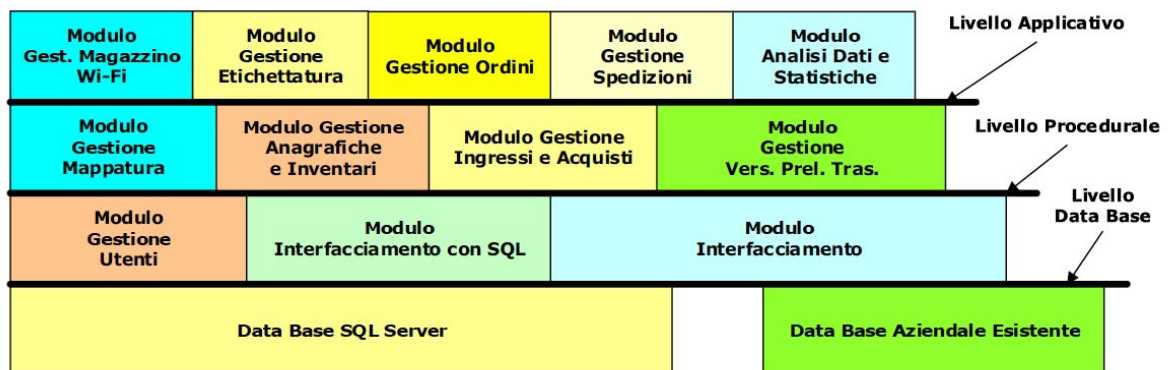 Modulo
Gest. Magazzino
Wi-Fi
Modulo
Gestione
Etichettatura
Modulo
Gestione Ordini
Modulo
Gestione
Spedizioni
Modulo
Analisi Dati e
Statistiche
Livello Applicativo
Modulo
Gestione
Mappatura
Modulo Gestione
Anagrafiche
e Inventari
Modulo Gestione
Ingressi e Acquisti
Modulo
Gestione
Vers. Prel. Tras.
Livello Procedurale
Modulo
Gestione
Utenti
Modulo
Interfacciamento con SQL
Modulo
Interfacciamento
Livello
Data Base
Data Base SQL Server
Data Base Aziendale Esistente